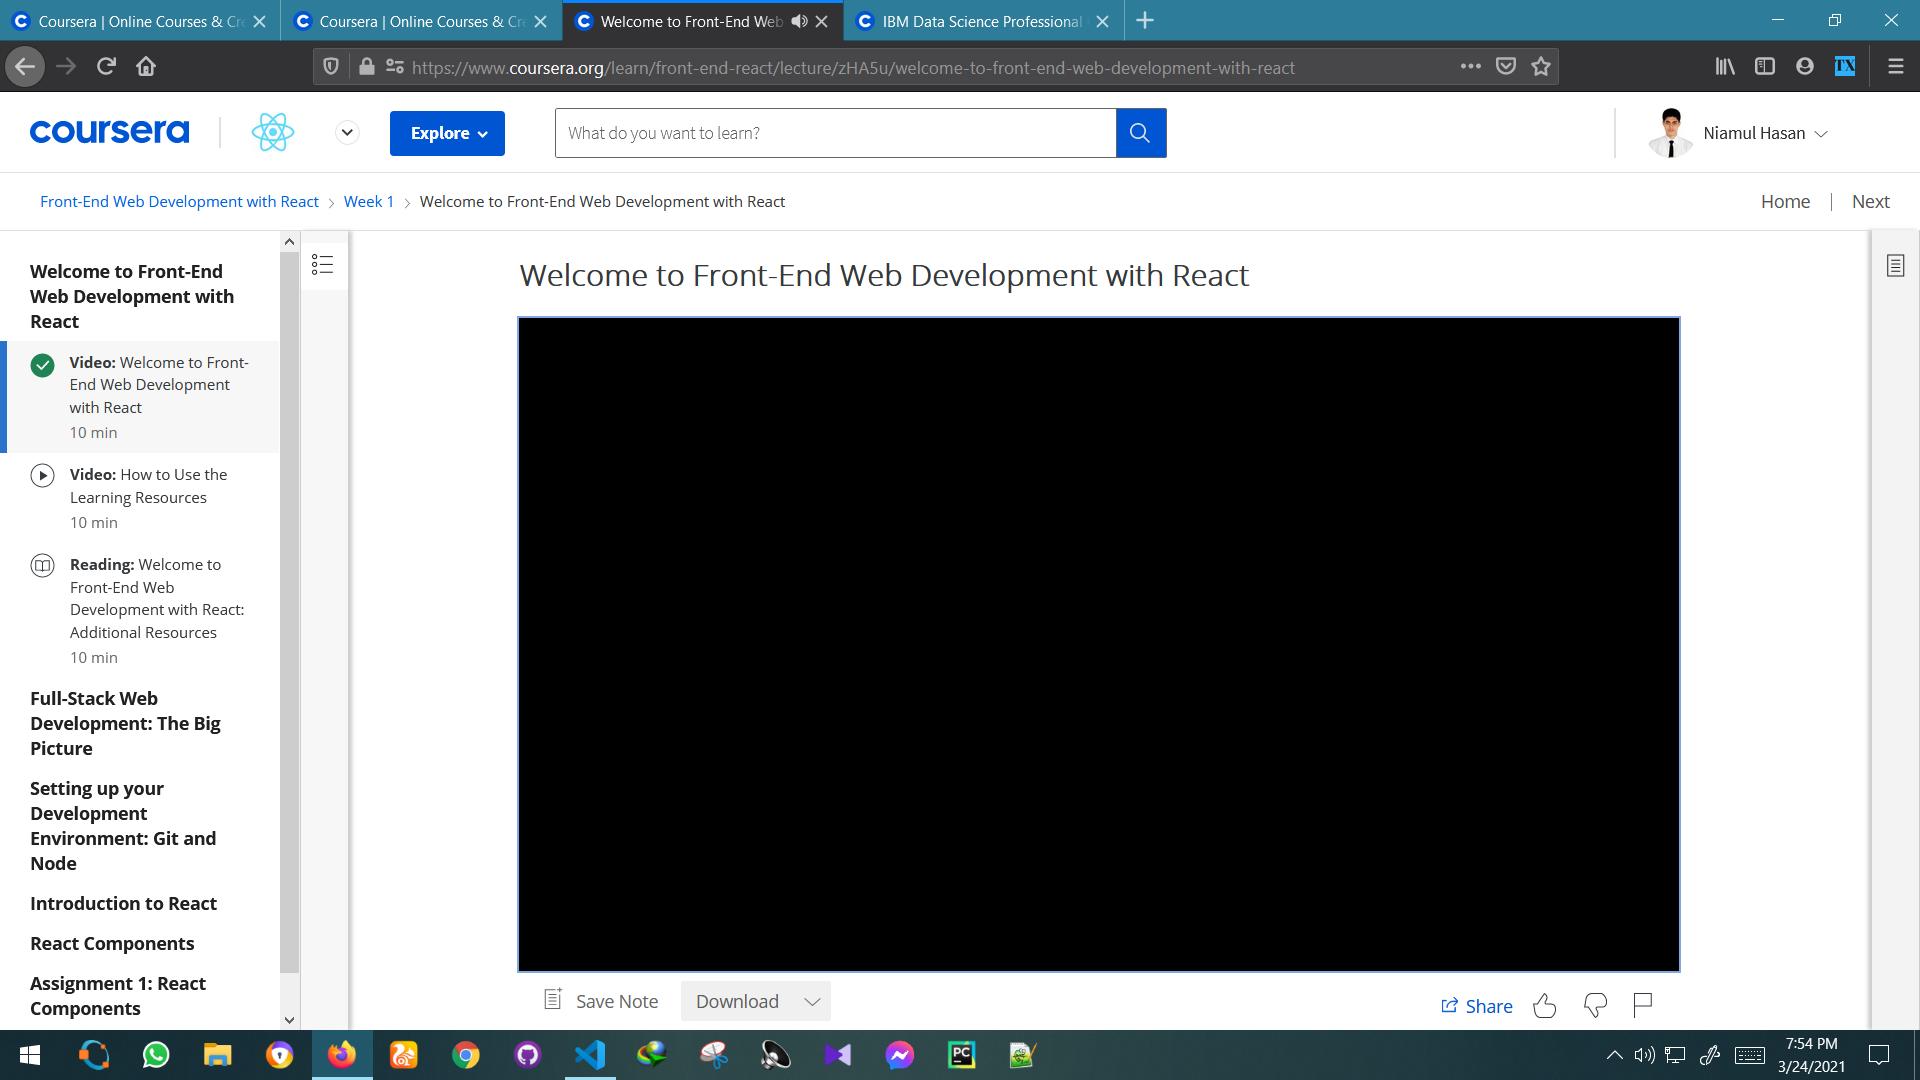 Coursera | Online Courses & Cr
Coursera | Online Courses & Cr
Welcome to Front-End Web
IBM Data Science Professional
https://www.coursera.org/learn/front-end-react/lecture/zHA5u/welcome-to-front-end-web-development-with-react
TX
coursera
Explore
What do you want to learn?
Niamul Hasan
Front-End Web Development with React > Week 1 > Welcome to Front-End Web Development with React
Home | Next
Welcome to Front-End
Web Development with
React
Video: Welcome to Front-
End Web Development
with React
10 min
Video: How to Use the
Learning Resources
10 min
Reading: Welcome to
Front-End Web
Development with React:
Additional Resources
10 min
Full-Stack Web
Development: The Big
Picture
Setting up your
Development
Environment: Git and
Node
Introduction to React
React Components
Assignment 1: React
Components
Welcome to Front-End Web Development with React
Save Note
Download
Share
PC
7:54 PM
3/24/2021